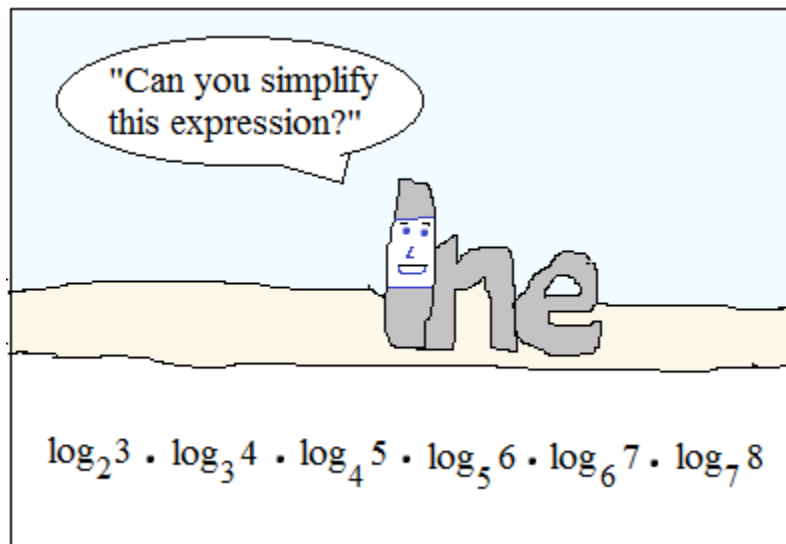 "Can you simplify
this expression?"
ne
log₂3 · log₃4 · log₄5 · log₅6 · log₆7 · log₇8